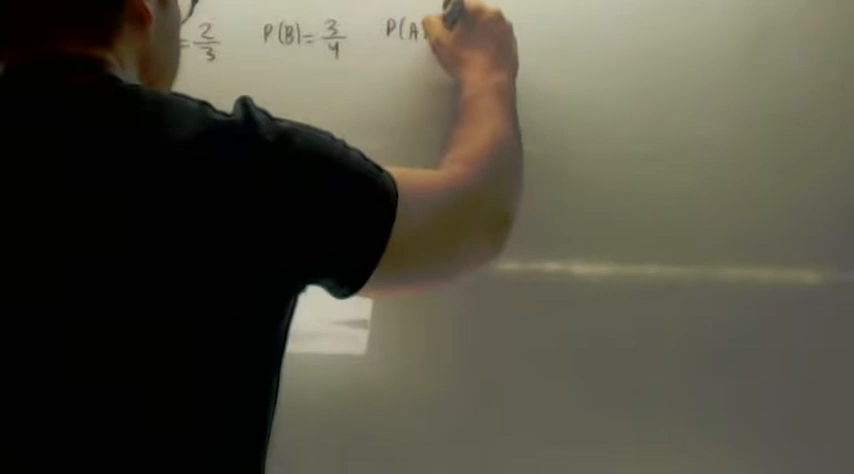 = 2/3 P(B) = 3/4 P(A